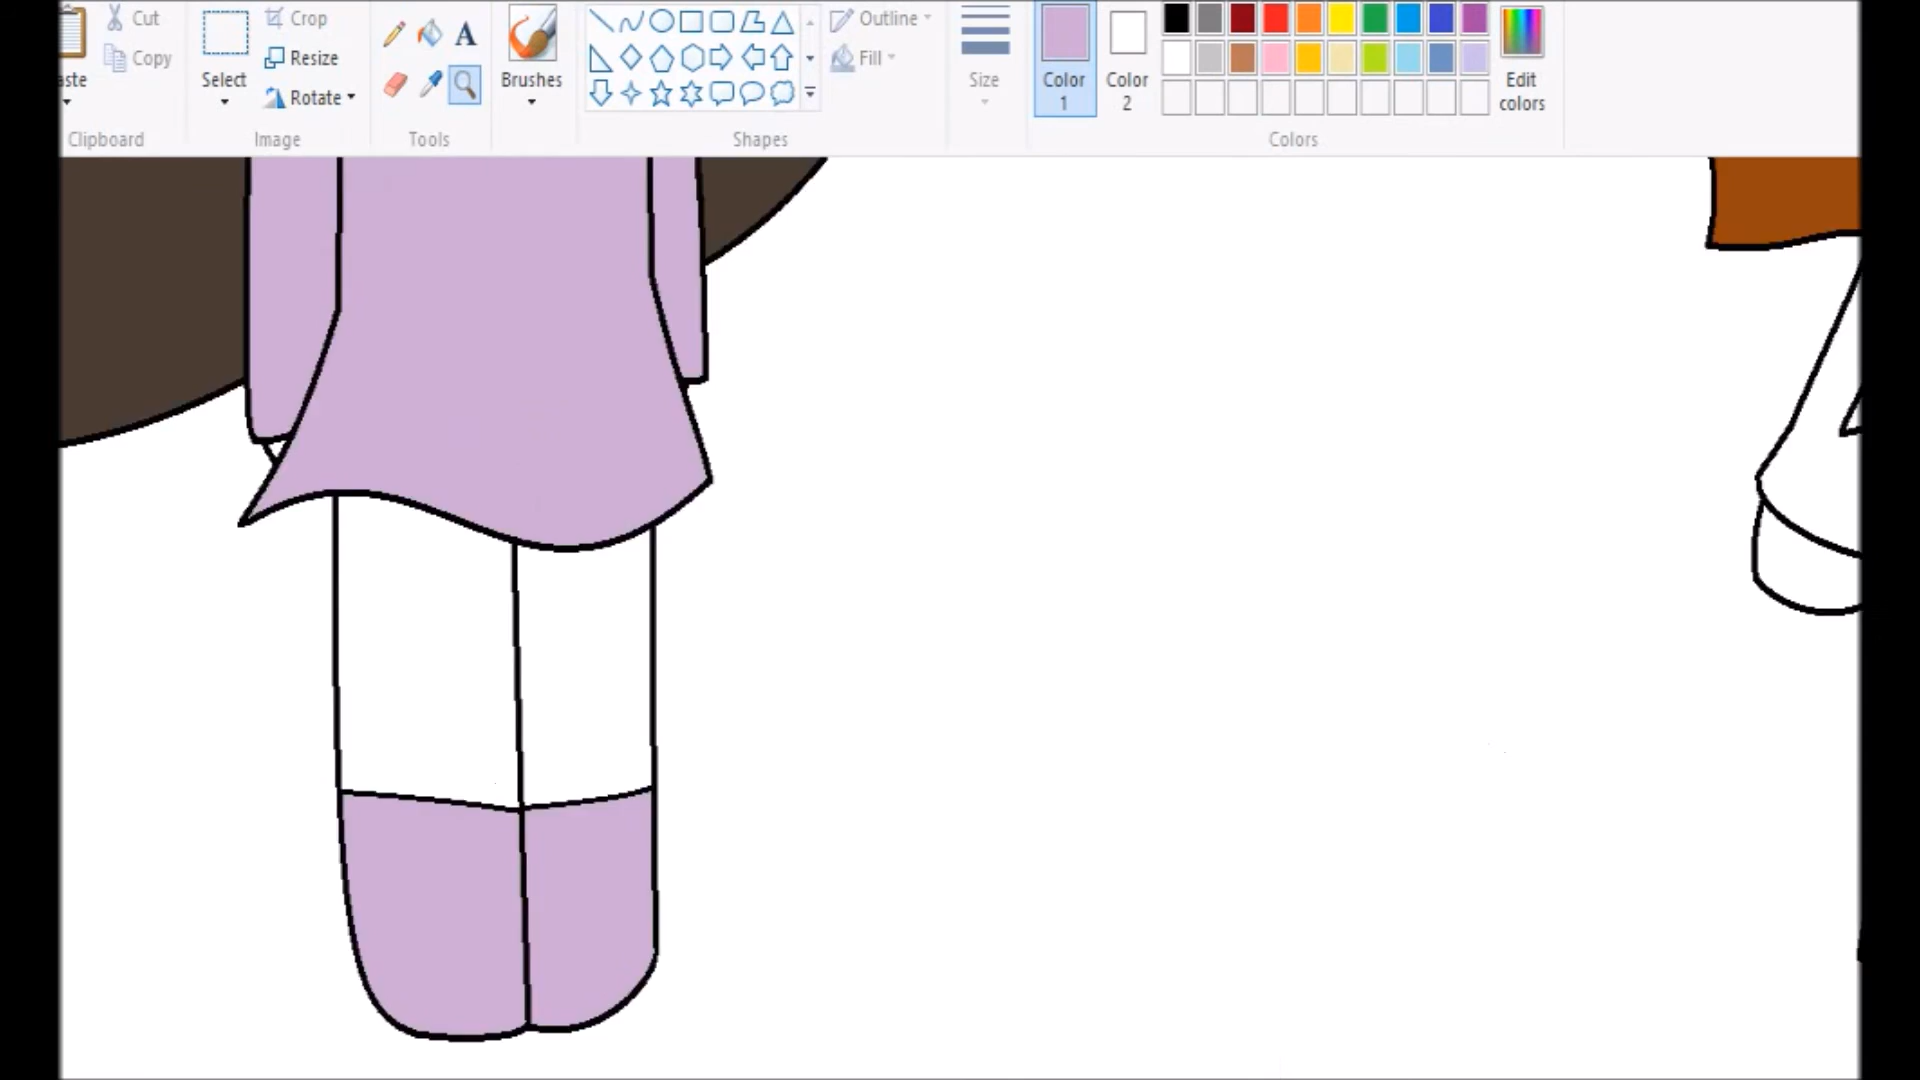 Cut
Crop
Outline
Copy
Resize
A
Fill
aste
Select
Rotate
Brushes
Size
Color
1
Color
2
Edit
colors
Clipboard
Image
Tools
Shapes
Colors